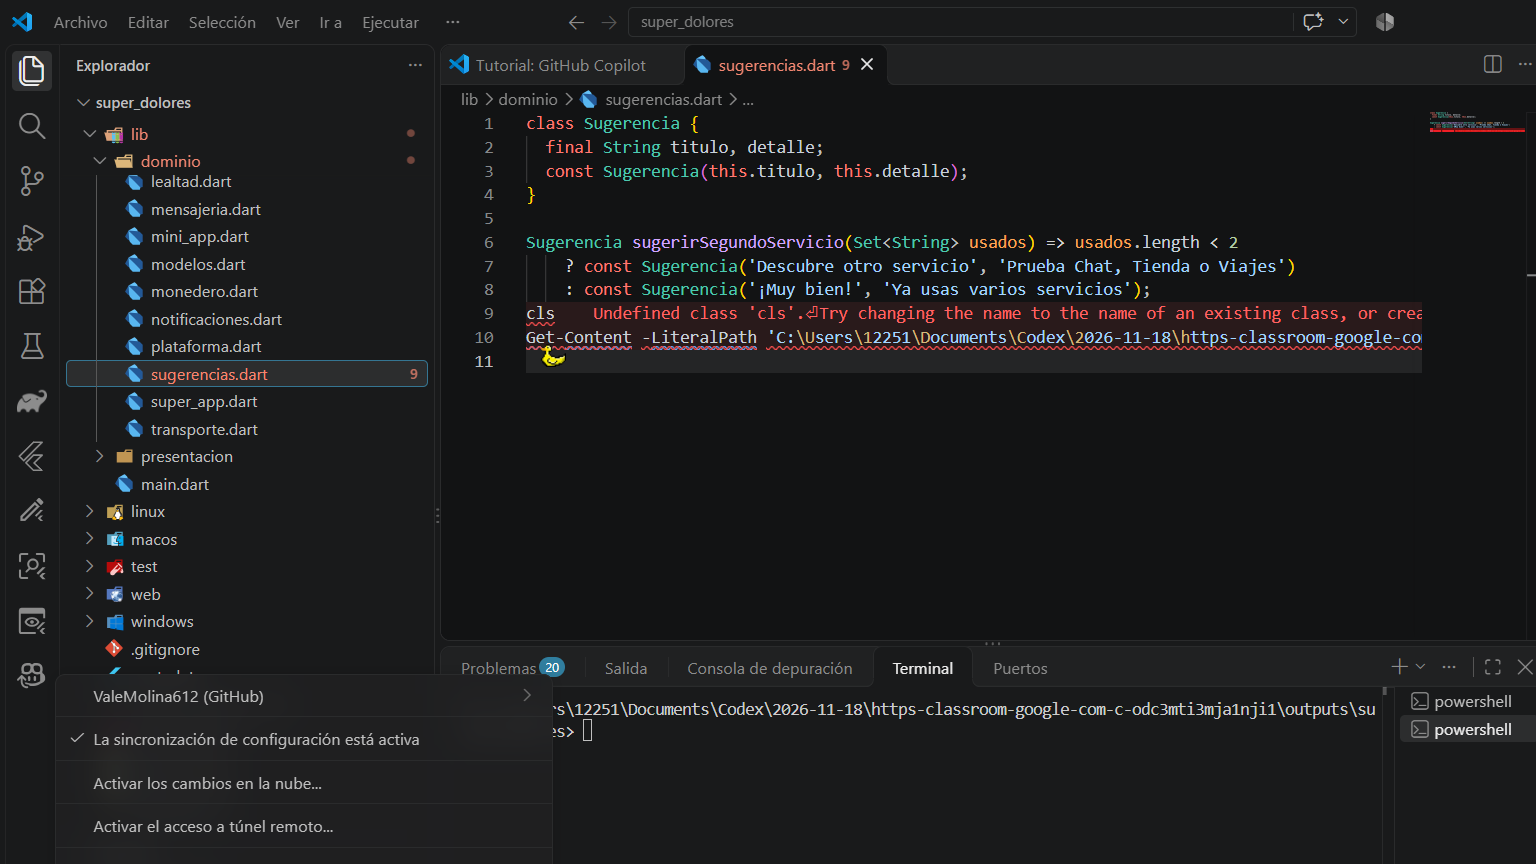 Archivo Editar Selección Ver Ir a Ejecutar ···
super_dolores
Explorador
super_dolores
lib
dominio
lealtad.dart
mensajeria.dart
mini_app.dart
modelos.dart
monedero.dart
notificaciones.dart
plataforma.dart
sugerencias.dart 9
super_app.dart
transporte.dart
presentacion
main.dart
linux
macos
test
web
windows
.gitignore
Tutorial: GitHub Copilot
sugerencias.dart 9
lib > dominio > sugerencias.dart > ...
1 class Sugerencia {
2 final String titulo, detalle;
3 const Sugerencia(this.titulo, this.detalle);
4 }
5
6 Sugerencia sugerirSegundoServicio(Set<String> usados) => usados.length < 2
7 ? const Sugerencia('Descubre otro servicio', 'Prueba Chat, Tienda o Viajes')
8 : const Sugerencia('¡Muy bien!', 'Ya usas varios servicios');
9 cls Undefined class 'cls'.⏎Try changing the name to the name of an existing class, or crea
10 Get-Content -LiteralPath 'C:\Users\12251\Documents\Codex\2026-11-18\https-classroom-google-co
11
Problemas 20 Salida Consola de depuración Terminal Puertos
rs\12251\Documents\Codex\2026-11-18\https-classroom-google-com-c-odc3mti3mja1nji1\outputs\su
es>
powershell
powershell
ValeMolina612 (GitHub)
La sincronización de configuración está activa
Activar los cambios en la nube...
Activar el acceso a túnel remoto...